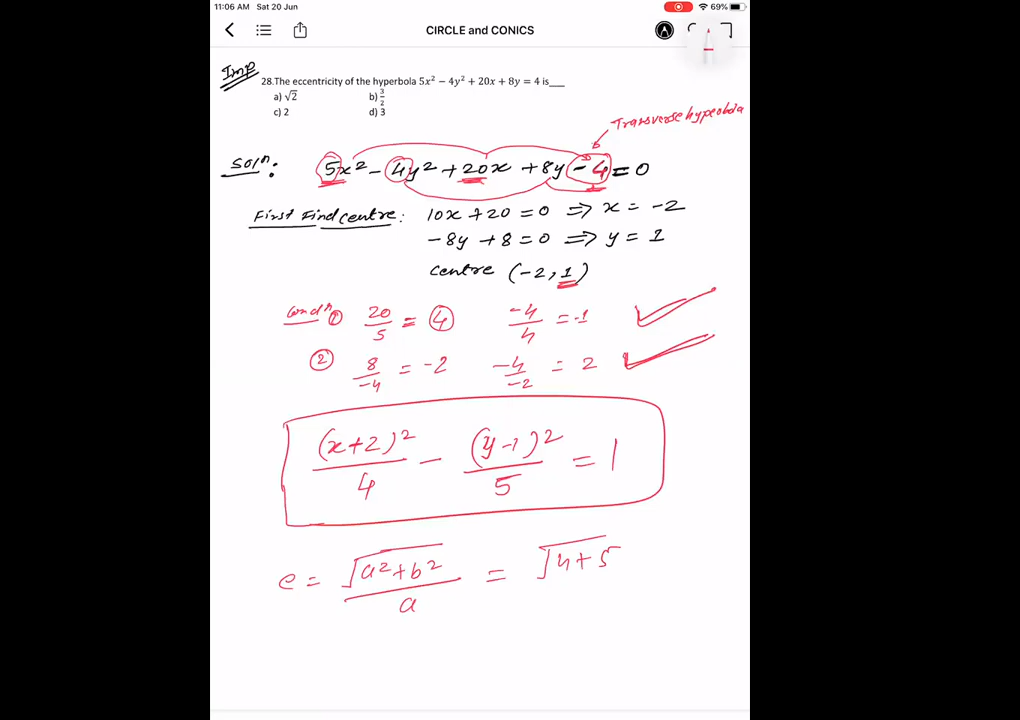 11:06 AM Sat 20 Jun 69%
CIRCLE and CONICS
Imp
28.The eccentricity of the hyperbola 5x² − 4y² + 20x + 8y = 4 is___
a) √2 b) 3/2
c) 2 d) 3
Transverse hypeobola
Solⁿ: 5x² − 4y² + 20x + 8y − 4 = 0
First Find centre: 10x + 20 = 0 ⇒ x = −2
−8y + 8 = 0 ⇒ y = 1
centre (−2, 1)
condⁿ ① 20/5 = 4 −4/4 = −1
② 8/−4 = −2 −4/−2 = 2
(x+2)²/4 − (y−1)²/5 = 1
e = √a²+b²/a = √4+5